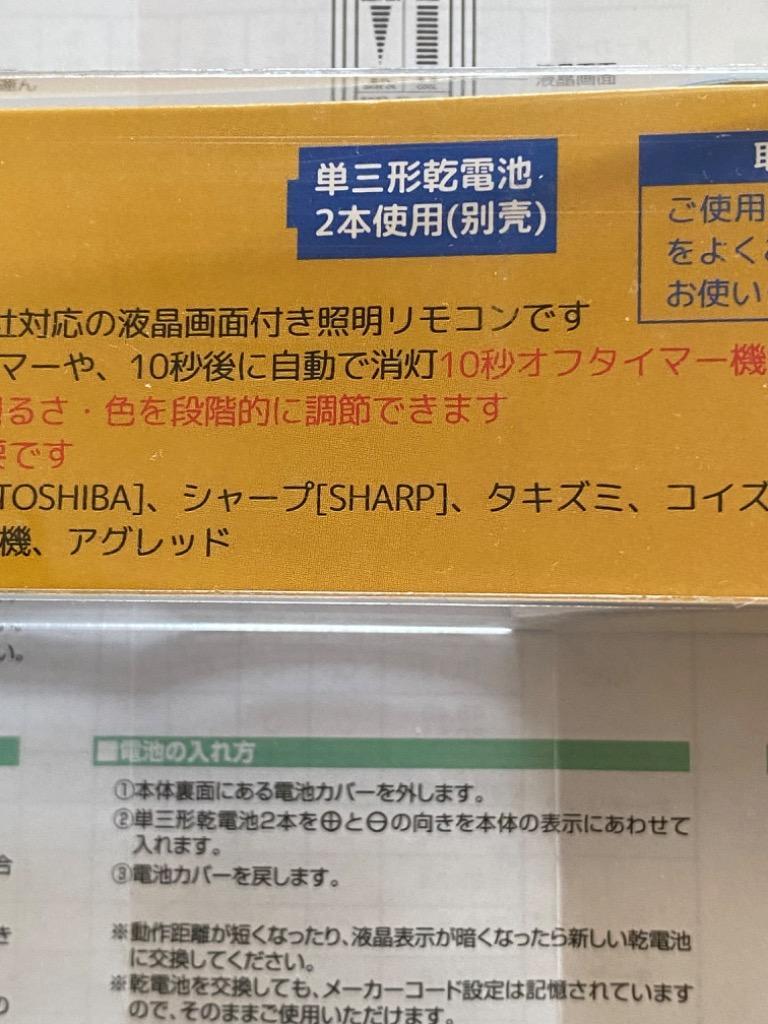 液晶画面
単三形乾電池
2本使用(別売)
ご使用
をよく
お使い
社対応の液晶画面付き照明リモコンです
マーや、10秒後に自動で消灯10秒オフタイマー機
るさ・色を段階的に調節できます
要です
TOSHIBA]、シャープ[SHARP]、タキズミ、コイズ
機、アグレッド
い。
■電池の入れ方
①本体裏面にある電池カバーを外します。
②単三形乾電池2本を⊕と⊖の向きを本体の表示にあわせて
入れます。
③電池カバーを戻します。
※動作距離が短くなったり、液晶表示が暗くなったら新しい乾電池
に交換してください。
※乾電池を交換しても、メーカーコード設定は記憶されています
ので、そのままご使用いただけます。